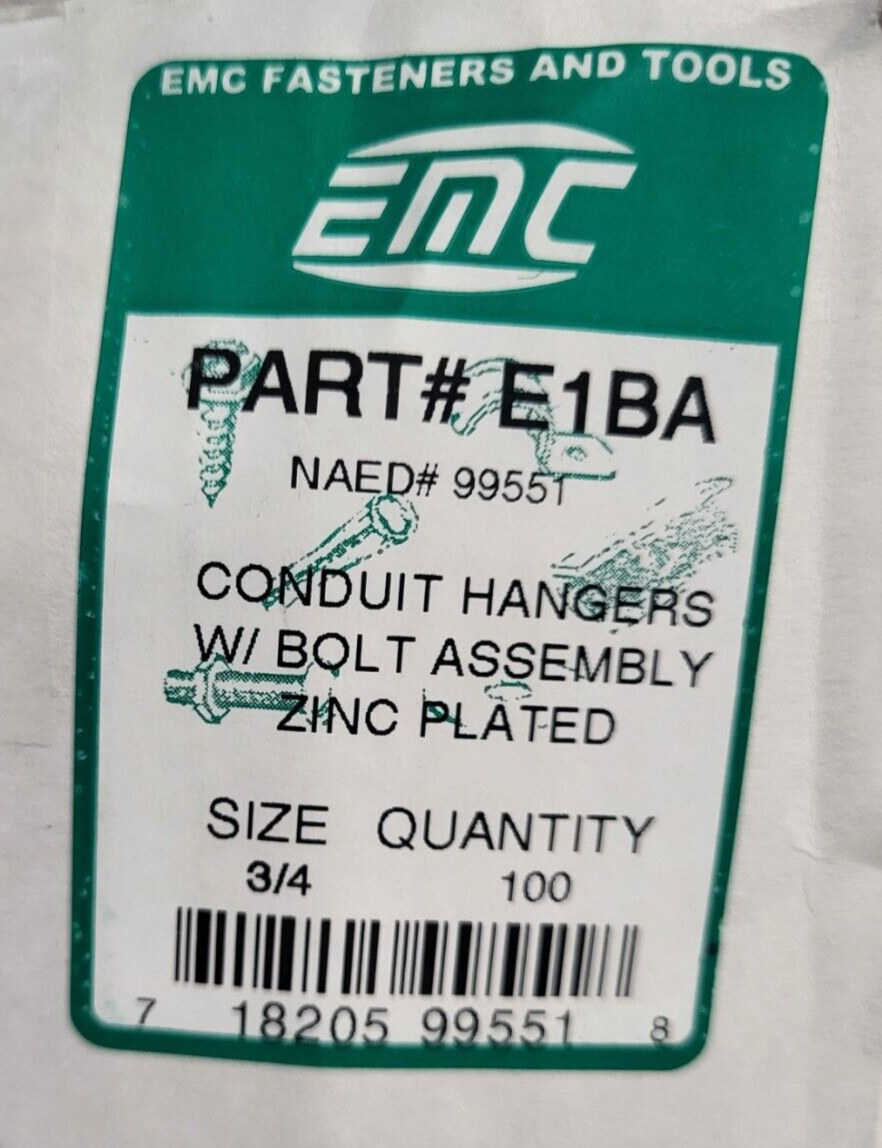 EMC FASTENERS AND TOOLS
EMC
PART# E1BA
NAED# 99551
CONDUIT HANGERS
W/ BOLT ASSEMBLY
ZINC PLATED
SIZE QUANTITY
3/4 100
7 18205 99551 8